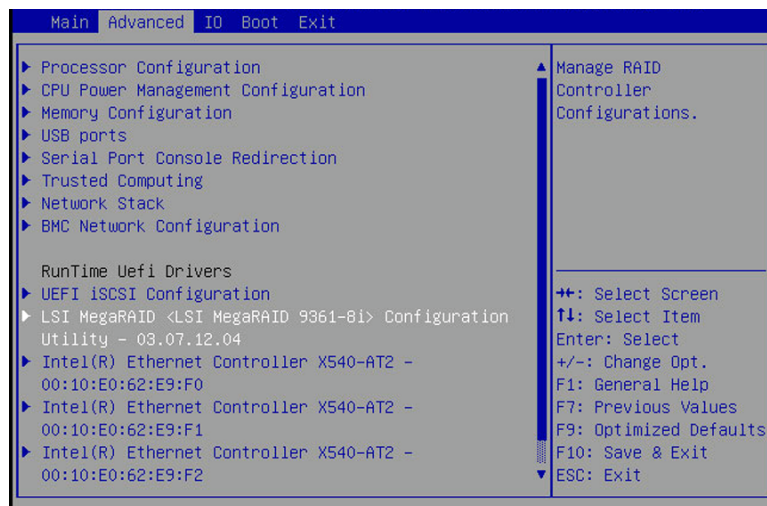 Main Advanced IO Boot Exit
Processor Configuration
CPU Power Management Configuration
Memory Configuration
USB ports
Serial Port Console Redirection
Trusted Computing
Network Stack
BMC Network Configuration
RunTime Uefi Drivers
UEFI iSCSI Configuration
LSI MegaRAID <LSI MegaRAID 9361-8i> Configuration
Utility - 03.07.12.04
Intel(R) Ethernet Controller X540-AT2 -
00:10:E0:62:E9:F0
Intel(R) Ethernet Controller X540-AT2 -
00:10:E0:62:E9:F1
Intel(R) Ethernet Controller X540-AT2 -
00:10:E0:62:E9:F2
Manage RAID
Controller
Configurations.
→←: Select Screen
↑↓: Select Item
Enter: Select
+/-: Change Opt.
F1: General Help
F7: Previous Values
F9: Optimized Defaults
F10: Save & Exit
ESC: Exit